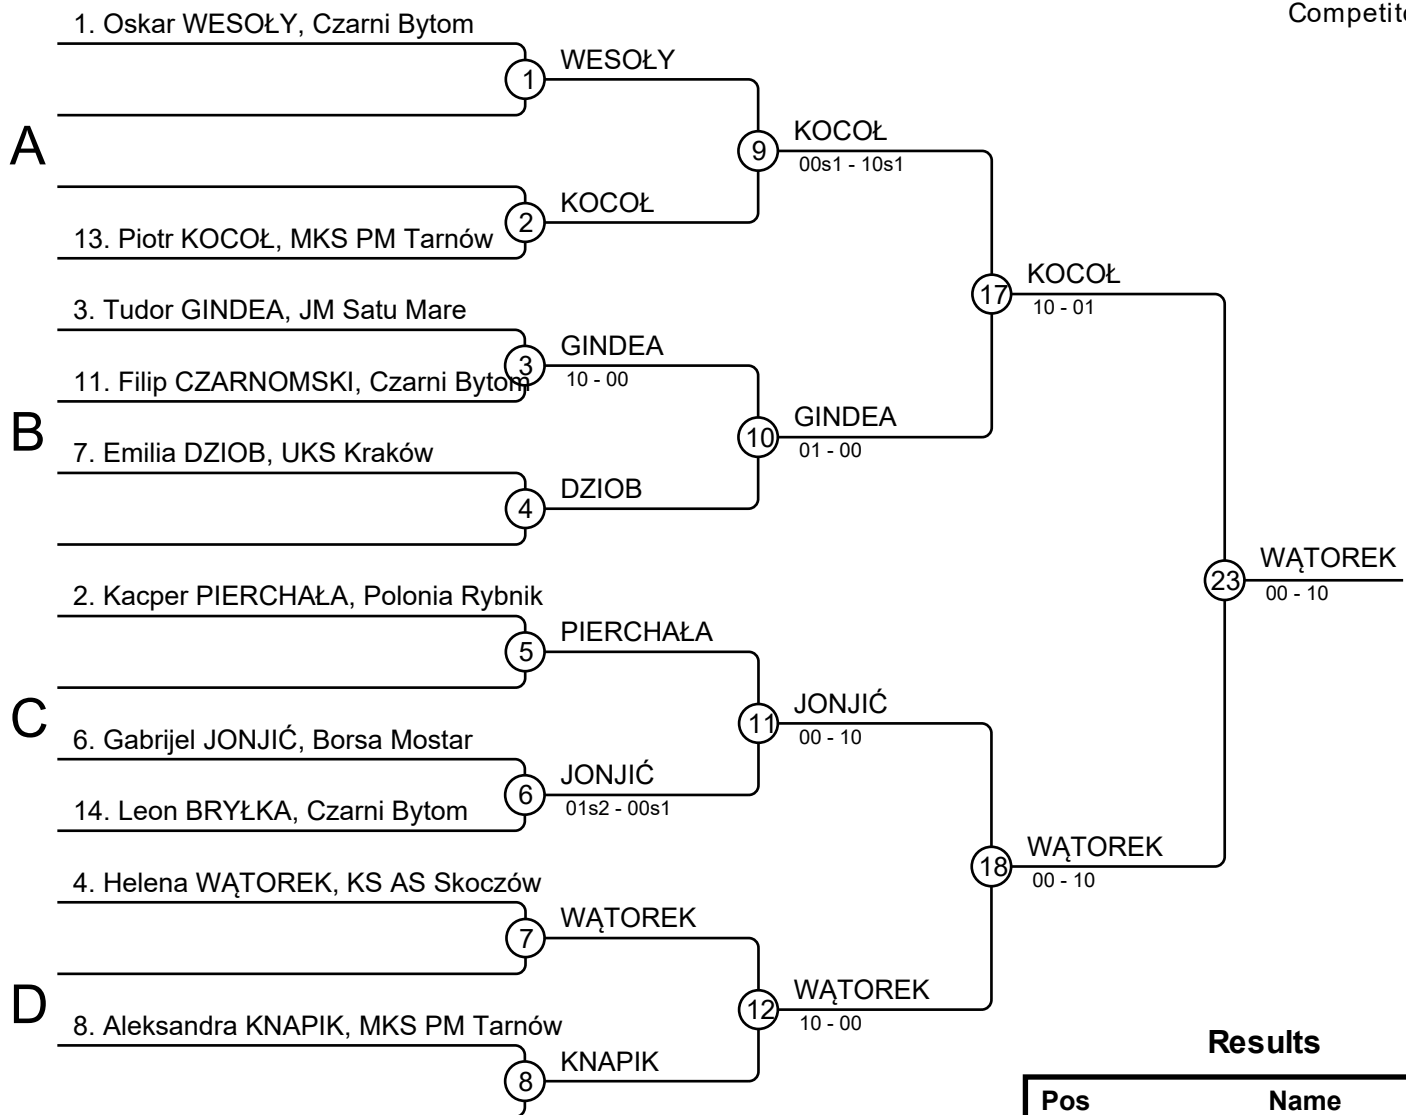 Competito
1. Oskar WESOŁY, Czarni Bytom
WESOŁY
1
A
KOCOŁ
9
00s1 - 10s1
KOCOŁ
2
13. Piotr KOCOŁ, MKS PM Tarnów
KOCOŁ
17
10 - 01
3. Tudor GINDEA, JM Satu Mare
GINDEA
3
10 - 00
11. Filip CZARNOMSKI, Czarni Bytom
B
GINDEA
10
01 - 00
7. Emilia DZIOB, UKS Kraków
DZIOB
4
WĄTOREK
23
00 - 10
2. Kacper PIERCHAŁA, Polonia Rybnik
PIERCHAŁA
5
C
JONJIĆ
11
00 - 10
6. Gabrijel JONJIĆ, Borsa Mostar
JONJIĆ
6
01s2 - 00s1
14. Leon BRYŁKA, Czarni Bytom
WĄTOREK
18
00 - 10
4. Helena WĄTOREK, KS AS Skoczów
WĄTOREK
7
D
WĄTOREK
12
10 - 00
8. Aleksandra KNAPIK, MKS PM Tarnów
KNAPIK
8
Results
Pos Name